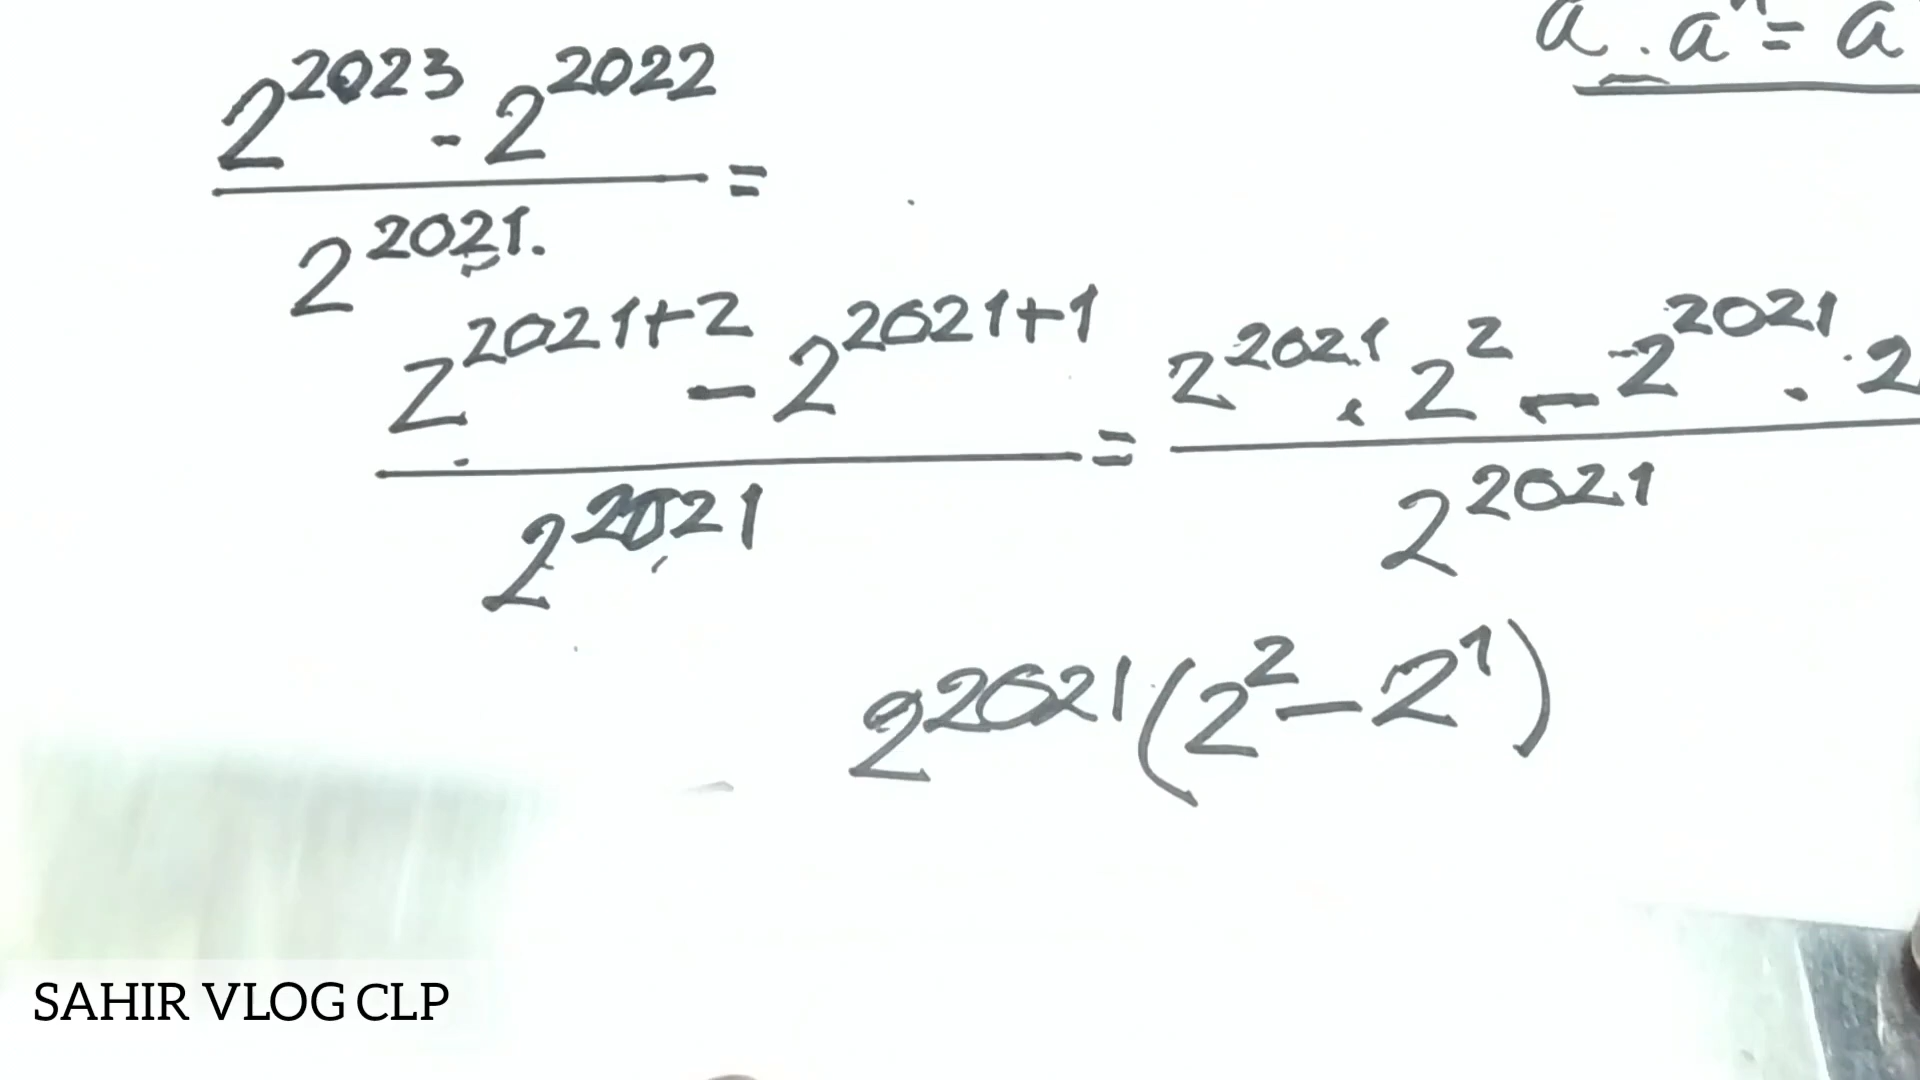 a . aⁿ = a
2²⁰²³ - 2²⁰²² / 2²⁰²¹ =
2²⁰²¹⁺² - 2²⁰²¹⁺¹ / 2²⁰²¹ = 2²⁰²¹ . 2² - 2²⁰²¹ . 2 / 2²⁰²¹
2²⁰²¹(2² - 2¹)
SAHIR VLOG CLP